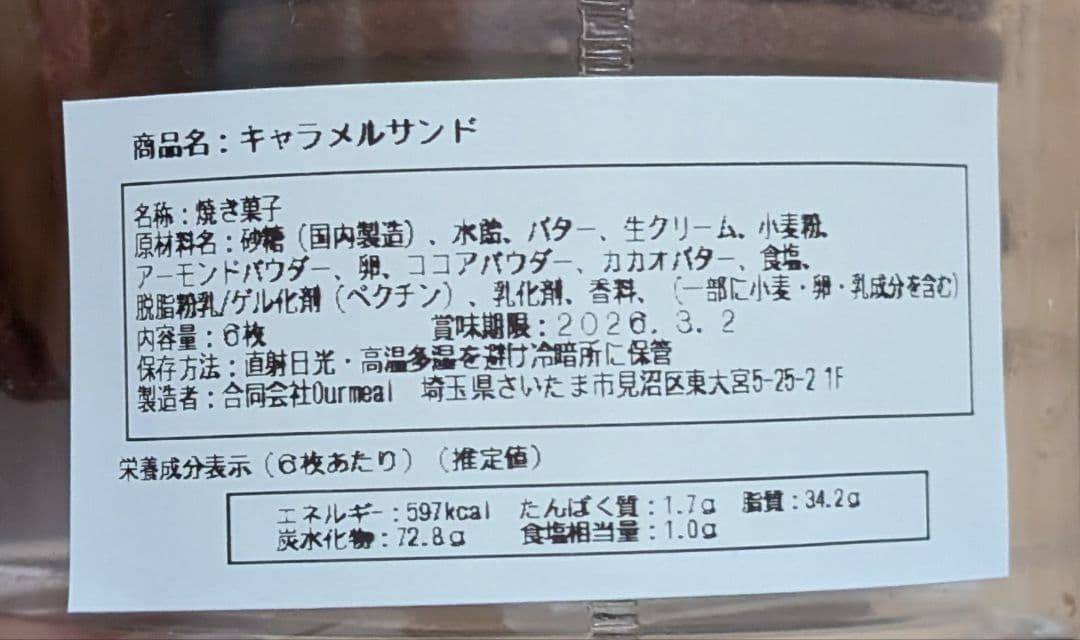 商品名：キャラメルサンド
名称：焼き菓子
原材料名：砂糖（国内製造）、水飴、バター、生クリーム、小麦粉、
アーモンドパウダー、卵、ココアパウダー、カカオバター、食塩、
脱脂粉乳/ゲル化剤（ペクチン）、乳化剤、香料、（一部に小麦・卵・乳成分を含む）
内容量：6枚 賞味期限：2026.3.2
保存方法：直射日光・高温多湿を避け冷暗所に保管
製造者：合同会社Ourmeal 埼玉県さいたま市見沼区東大宮5-25-2 1F
栄養成分表示（6枚あたり）（推定値）
エネルギー：597kcal たんぱく質：1.7g 脂質：34.2g
炭水化物：72.8g 食塩相当量：1.0g